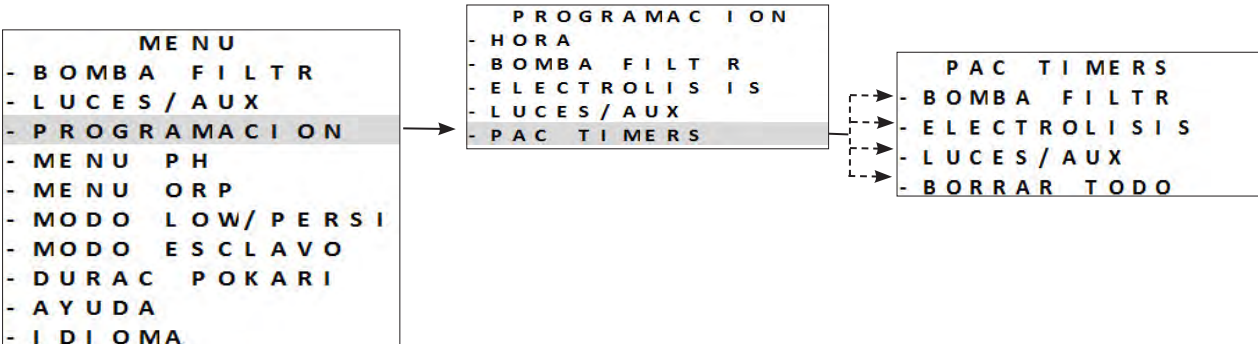 MENU
- BOMBA FILTR
- LUCES/AUX
- PROGRAMACION
- MENU PH
- MENU ORP
- MODO LOW/PERSI
- MODO ESCLAVO
- DURAC POKARI
- AYUDA
- IDIOMA
PROGRAMACION
- HORA
- BOMBA FILTR
- ELECTROLISIS
- LUCES/AUX
- PAC TIMERS
PAC TIMERS
- BOMBA FILTR
- ELECTROLISIS
- LUCES/AUX
- BORRAR TODO